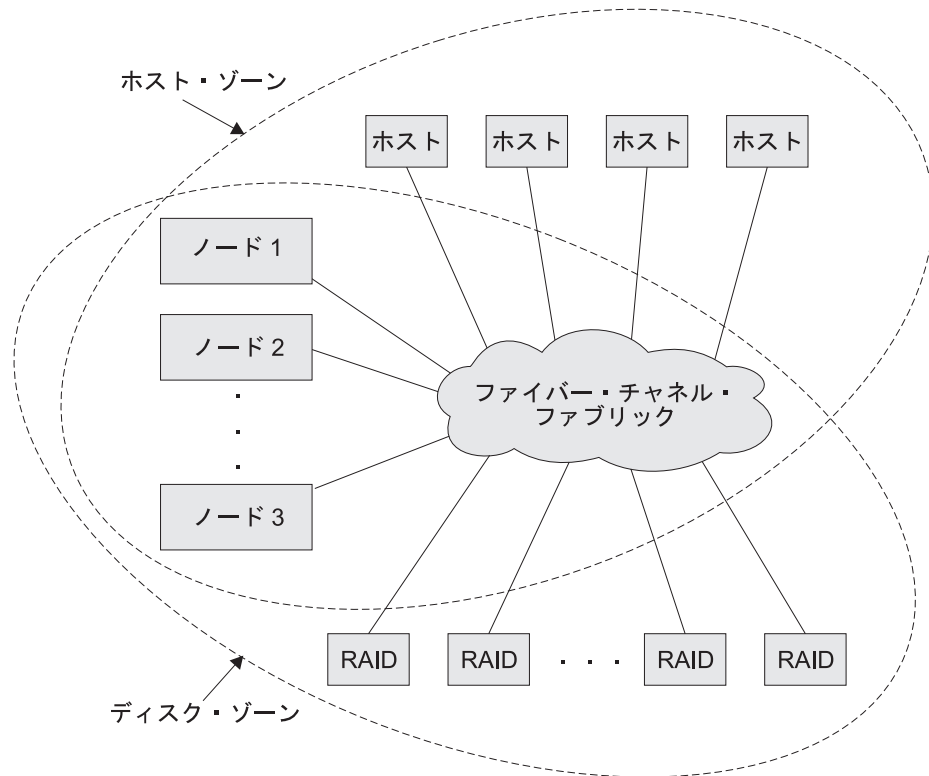 ホスト・ゾーン
ホスト
ホスト
ホスト
ホスト
ノード 1
ノード 2
ファイバー・チャネル・
ファブリック
ノード 3
RAID
RAID
RAID
RAID
ディスク・ゾーン